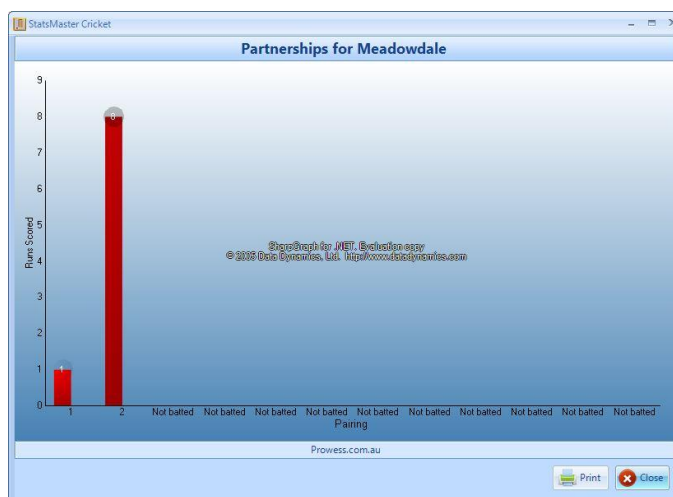 StatsMaster Cricket
Partnerships for Meadowdale
9
8
8
7
6
5
4
3
2
1
1
0
Runs Scored
SharpGraph for .NET. Evaluation copy
© 2005 Data Dynamics, Ltd. http://www.datadynamics.com
1 2 Not batted Not batted Not batted Not batted Not batted Not batted Not batted Not batted Not batted Not batted
Pairing
Prowess.com.au
Print Close